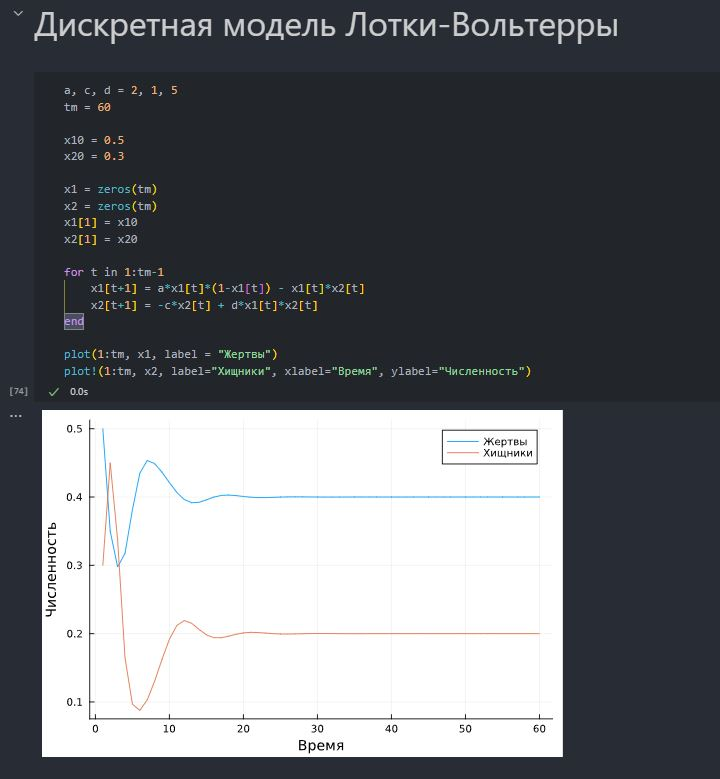 Дискретная модель Лотки-Вольтерры
a, c, d = 2, 1, 5
tm = 60
x10 = 0.5
x20 = 0.3
x1 = zeros(tm)
x2 = zeros(tm)
x1[1] = x10
x2[1] = x20
for t in 1:tm-1
x1[t+1] = a*x1[t]*(1-x1[t]) - x1[t]*x2[t]
x2[t+1] = -c*x2[t] + d*x1[t]*x2[t]
end
plot(1:tm, x1, label = "Жертвы")
plot!(1:tm, x2, label="Хищники", xlabel="Время", ylabel="Численность")
[74]
0.0s
...
Жертвы
Хищники
0.5
0.4
0.3
0.2
0.1
Численность
0 10 20 30 40 50 60
Время